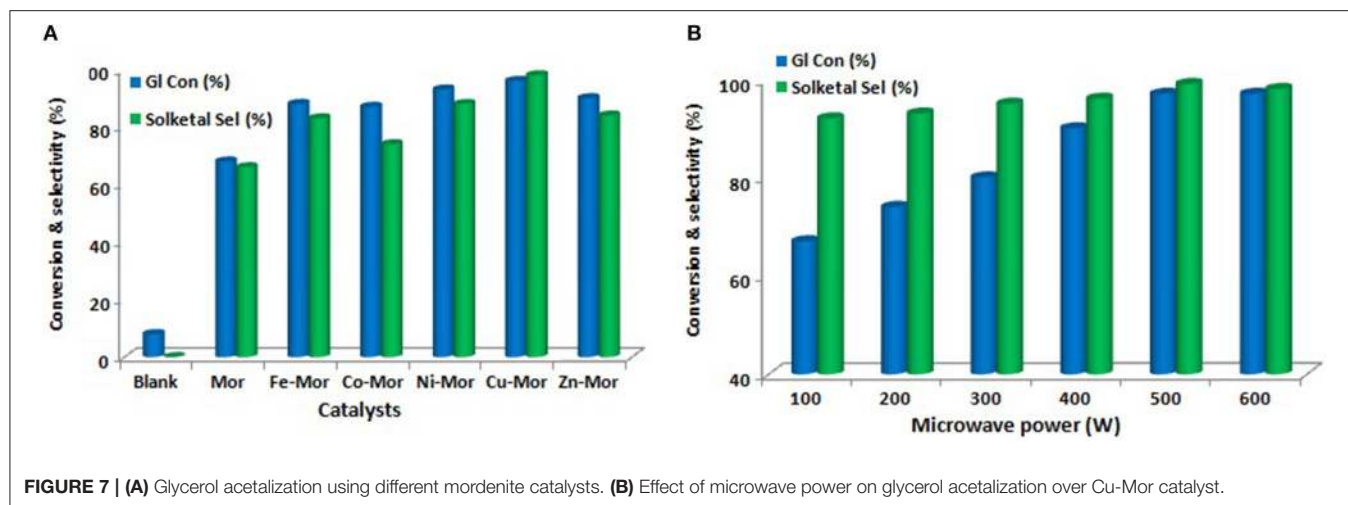 A
Conversion & selectivity (%)
00
80
60
40
20
0
Gl Con (%)
Solketal Sel (%)
Blank Mor Fe-Mor Co-Mor Ni-Mor Cu-Mor Zn-Mor
Catalysts
B
Conversion & selectivity (%)
100
80
60
40
Gl Con (%)
Solketal Sel (%)
100 200 300 400 500 600
Microwave power (W)
FIGURE 7 | (A) Glycerol acetalization using different mordenite catalysts. (B) Effect of microwave power on glycerol acetalization over Cu-Mor catalyst.